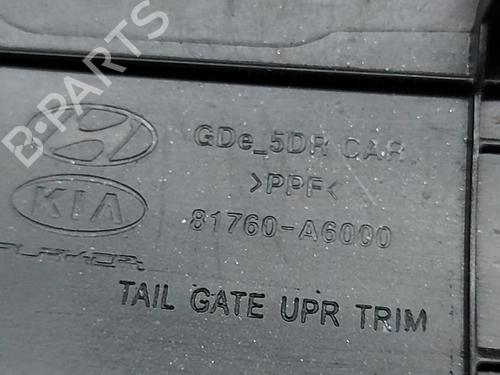 B-PARTS
GDe_5DR CAR
>PPF<
KIA
81760-A6000
TAIL GATE UPR TRIM